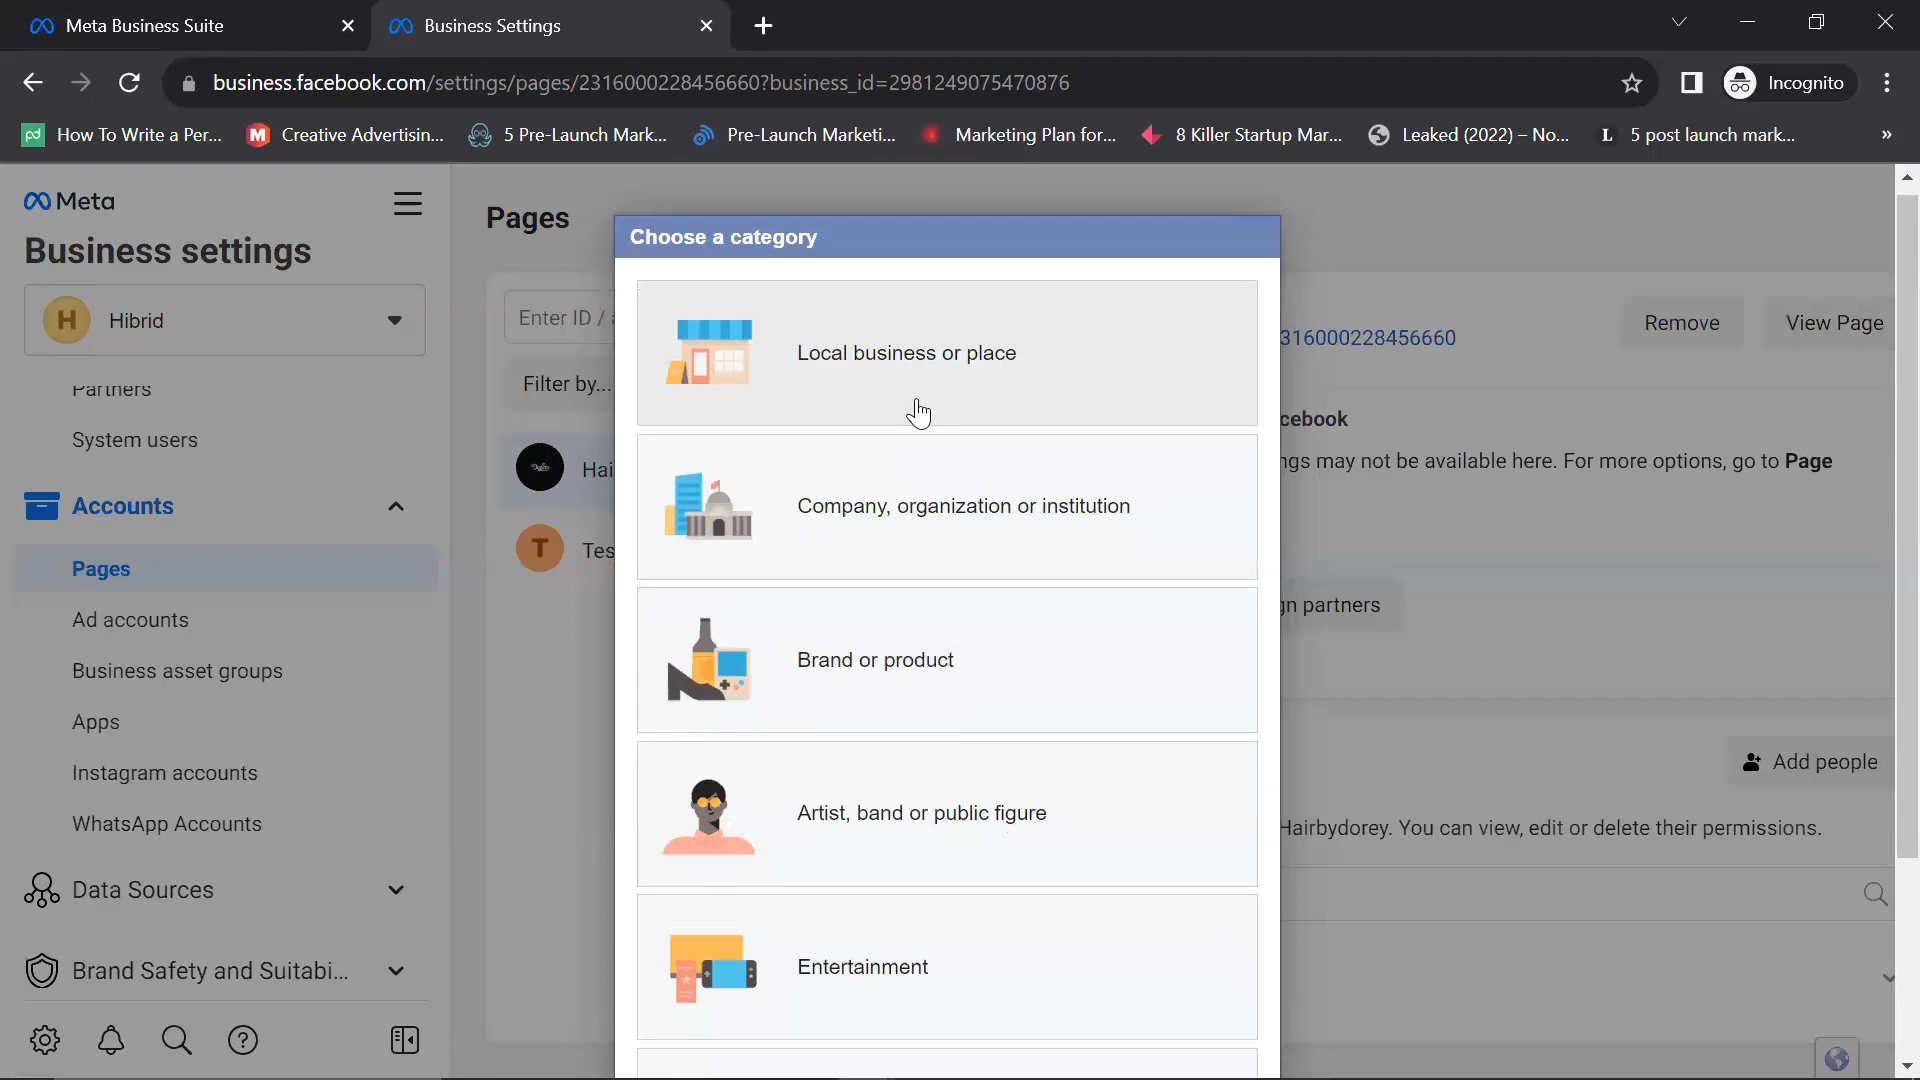 Meta Business Suite
Business Settings
business.facebook.com/settings/pages/2316000228456660?business_id=2981249075470876
Incognito
How To Write a Per...
Creative Advertisin...
5 Pre-Launch Mark...
Pre-Launch Marketi...
Marketing Plan for...
8 Killer Startup Mar...
Leaked (2022) – No...
5 post launch mark...
»
Meta
Business settings
H
Hibrid
Partners
System users
Accounts
Pages
Ad accounts
Business asset groups
Apps
Instagram accounts
WhatsApp Accounts
Data Sources
Brand Safety and Suitabi...
Pages
Enter ID /
Filter by...
Hai
T
Tes
Choose a category
Local business or place
Company, organization or institution
Brand or product
Artist, band or public figure
Entertainment
316000228456660
Remove
View Page
cebook
ngs may not be available here. For more options, go to Page
gn partners
Add people
Hairbydorey. You can view, edit or delete their permissions.